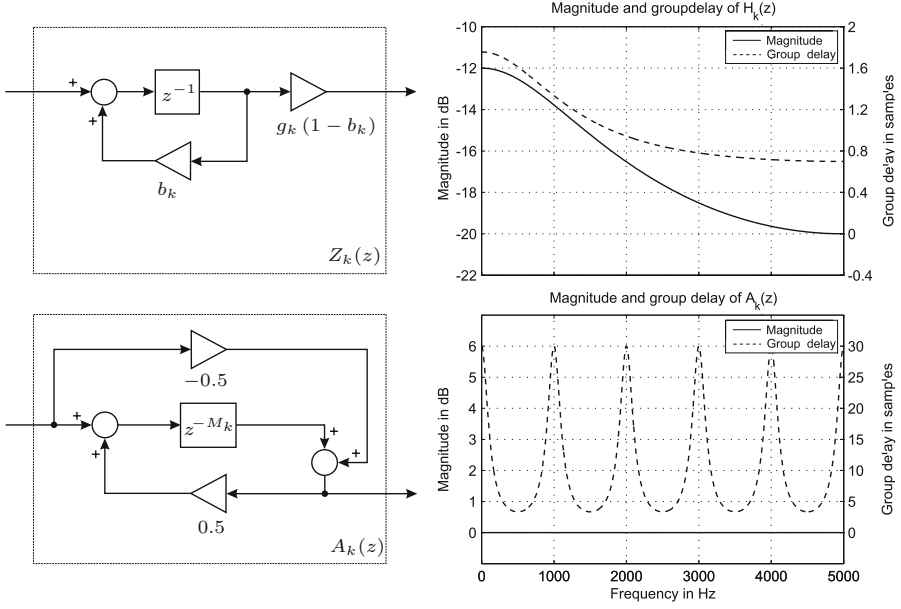 +
+
z⁻¹
g_k (1 − b_k)
b_k
Z_k(z)
Magnitude and groupdelay of H_k(z)
Magnitude
Group delay
-10
-12
-14
-16
-18
-20
-22
Magnitude in dB
2
1.6
1.2
0.8
0.4
0
-0.4
Group delay in samples
−0.5
+
+
z^{−M_k}
+
+
0.5
A_k(z)
Magnitude and group delay of A_k(z)
Magnitude
Group delay
6
5
4
3
2
1
0
Magnitude in dB
30
25
20
15
10
5
0
Group delay in samples
0
1000
2000
3000
4000
5000
Frequency in Hz